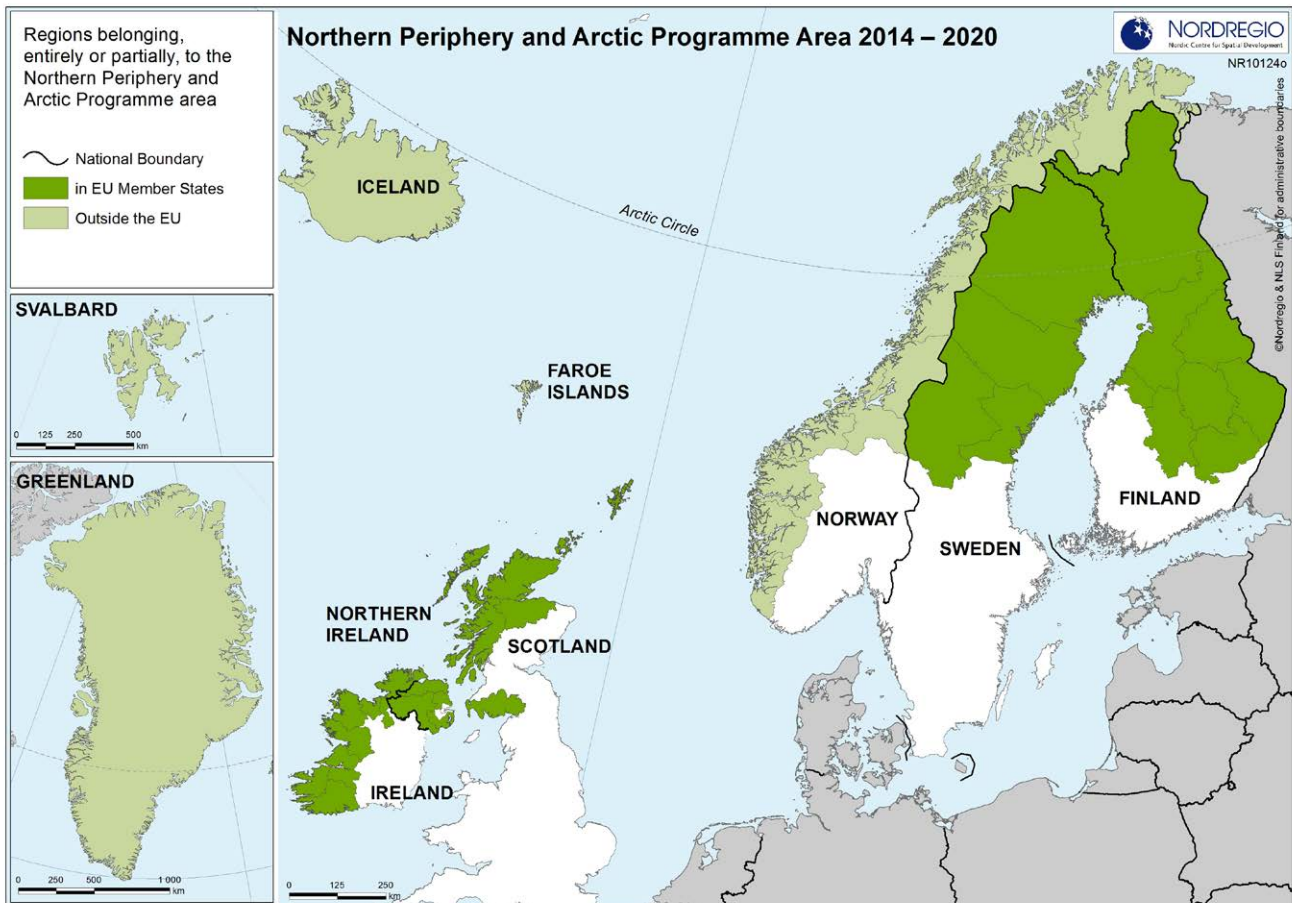 Regions belonging,
entirely or partially, to the
Northern Periphery and
Arctic Programme area
National Boundary
in EU Member States
Outside the EU
Northern Periphery and Arctic Programme Area 2014 – 2020
NORDREGIO
Nordic Centre for Spatial Development
NR10124o
©Nordregio & NLS Finland for administrative boundaries
ICELAND
Arctic Circle
SVALBARD
0 125 250 500
km
FAROE
ISLANDS
GREENLAND
0 250 500 1 000
km
NORWAY
SWEDEN
FINLAND
NORTHERN
IRELAND
SCOTLAND
IRELAND
0 125 250
km